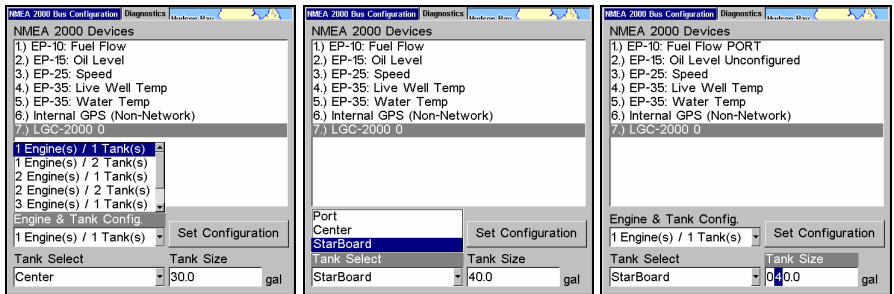 NMEA 2000 Bus Configuration Diagnostics Hudson Bay
NMEA 2000 Devices
1.) EP-10: Fuel Flow
2.) EP-15: Oil Level
3.) EP-25: Speed
4.) EP-35: Live Well Temp
5.) EP-35: Water Temp
6.) Internal GPS (Non-Network)
7.) LGC-2000 0
1 Engine(s) / 1 Tank(s)
1 Engine(s) / 2 Tank(s)
2 Engine(s) / 1 Tank(s)
2 Engine(s) / 2 Tank(s)
3 Engine(s) / 1 Tank(s)
Engine & Tank Config.
1 Engine(s) / 1 Tank(s) Set Configuration
Tank Select Tank Size
Center 30.0 gal
NMEA 2000 Bus Configuration Diagnostics Hudson Bay
NMEA 2000 Devices
1.) EP-10: Fuel Flow
2.) EP-15: Oil Level
3.) EP-25: Speed
4.) EP-35: Live Well Temp
5.) EP-35: Water Temp
6.) Internal GPS (Non-Network)
7.) LGC-2000 0
Port
Center
StarBoard
Set Configuration
Tank Select Tank Size
StarBoard 40.0 gal
NMEA 2000 Bus Configuration Diagnostics Hudson Bay
NMEA 2000 Devices
1.) EP-10: Fuel Flow PORT
2.) EP-15: Oil Level Unconfigured
3.) EP-25: Speed
4.) EP-35: Live Well Temp
5.) EP-35: Water Temp
6.) Internal GPS (Non-Network)
7.) LGC-2000 0
Engine & Tank Config.
1 Engine(s) / 1 Tank(s) Set Configuration
Tank Select Tank Size
StarBoard 040.0 gal